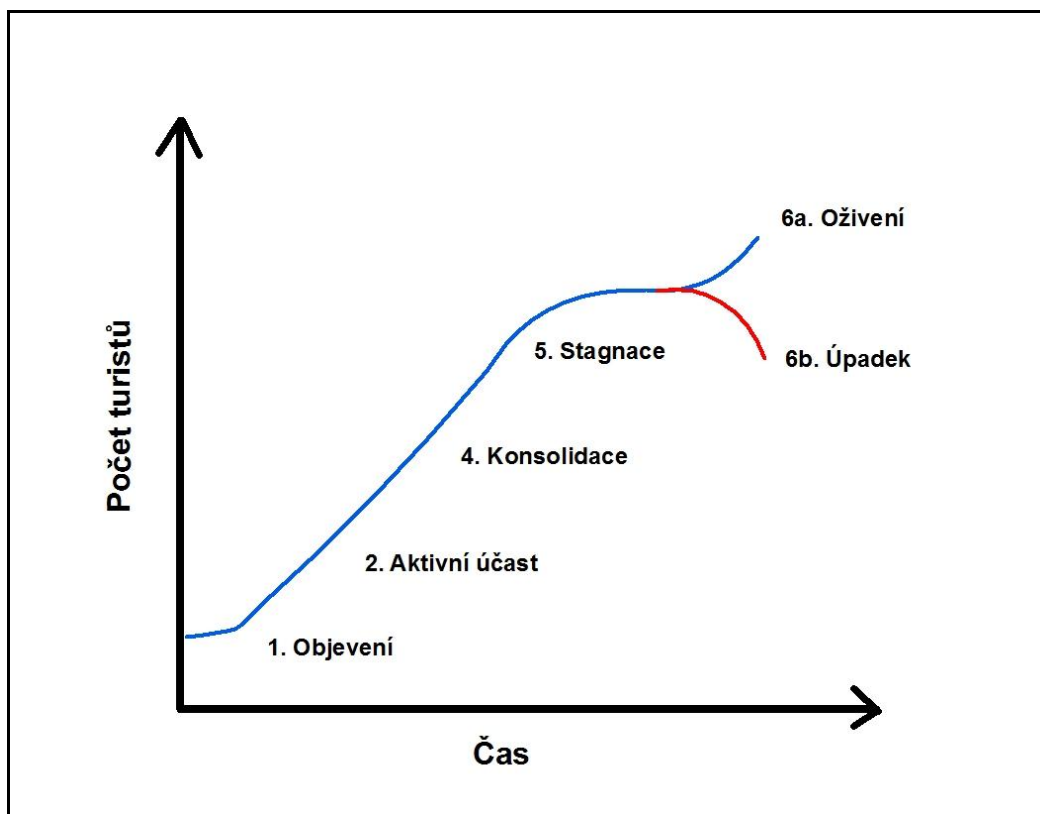 6a. Oživení
5. Stagnace
6b. Úpadek
4. Konsolidace
2. Aktivní účast
1. Objevení
Počet turistů
Čas